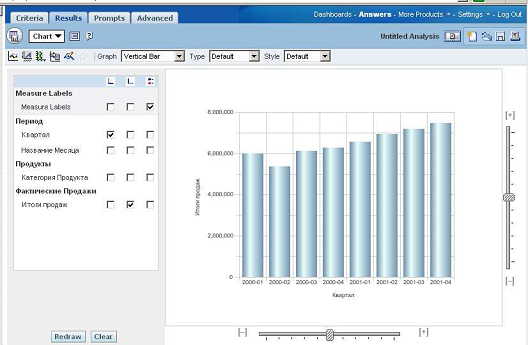 Criteria Results Prompts Advanced
Dashboards - Answers - More Products - Settings - Log Out
Chart
Untitled Analysis
Graph Vertical Bar Type Default Style Default
Measure Labels
Measure Labels
Период
Квартал
Название Месяца
Продукты
Категория Продукта
Фактические Продажи
Итоги продаж
Redraw Clear
8,000,000
6,000,000
4,000,000
2,000,000
0
Итоги продаж
2000-01 2000-02 2000-03 2000-04 2001-01 2001-02 2001-03 2001-04
Квартал
[+]
[-]
[-] [+]